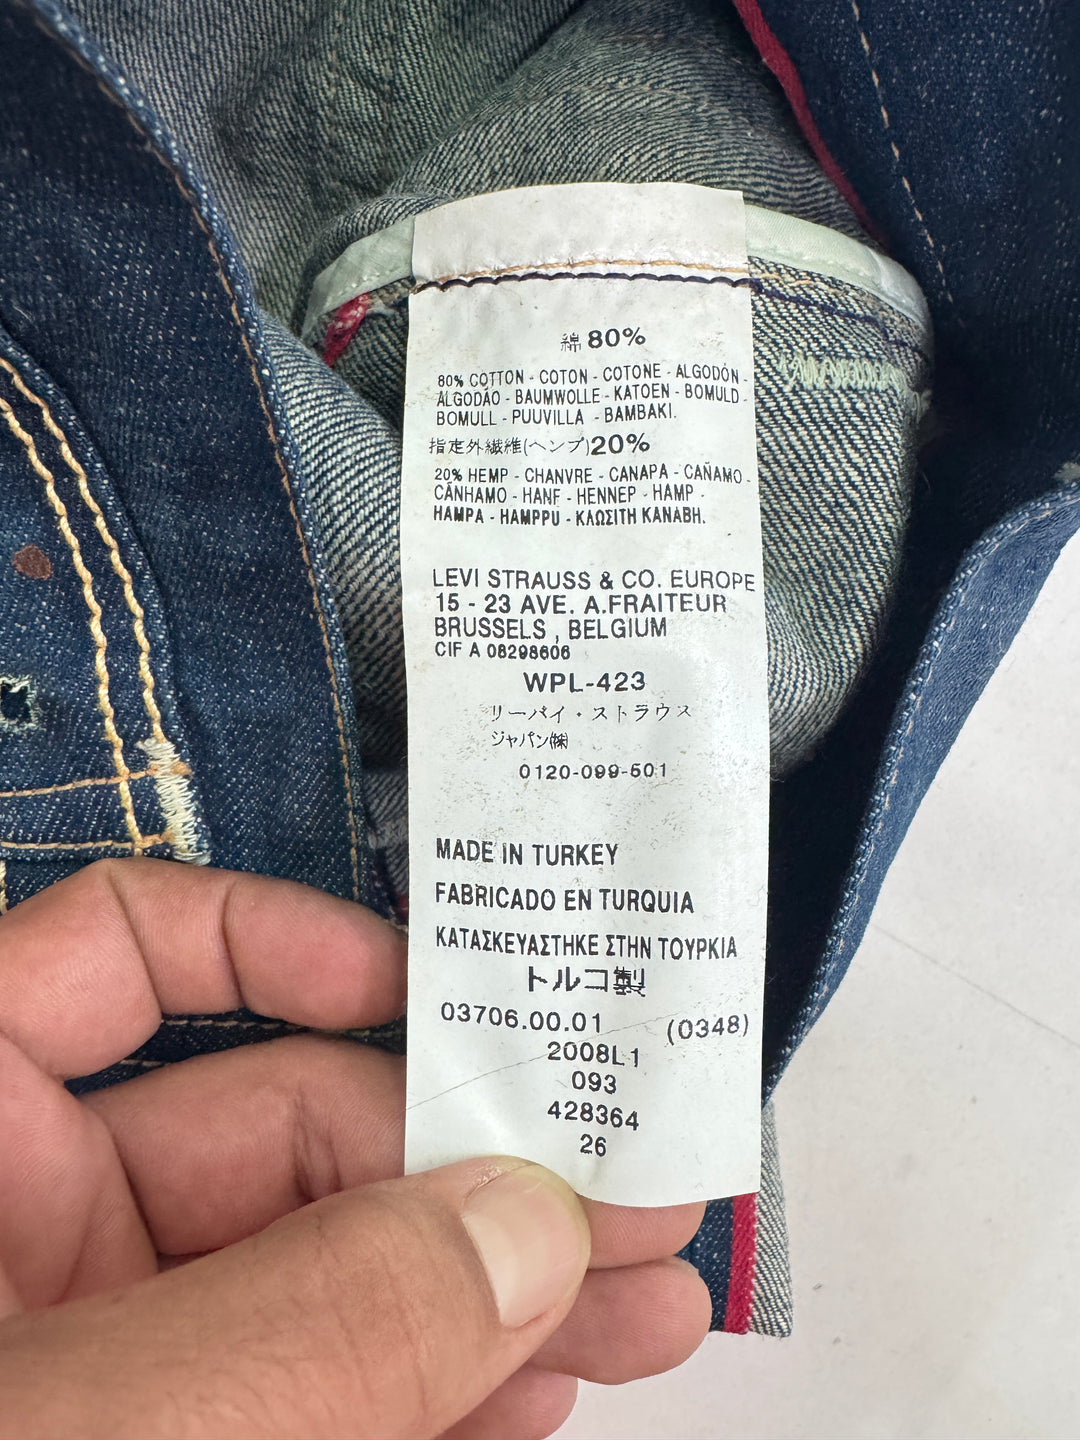 綿80%
80% COTTON - COTON - COTONE - ALGODÓN -
ALGODÃO - BAUMWOLLE - KATOEN - BOMULD -
BOMULL - PUUVILLA - BAMBAKI.
指定外繊維(ヘンプ)20%
20% HEMP - CHANVRE - CANAPA - CAÑAMO -
CÂNHAMO - HANF - HENNEP - HAMP -
HAMPA - HAMPPU - ΚΛΩΣΙΤΗ ΚΑΝΑΒΗ.
LEVI STRAUSS & CO. EUROPE
15 - 23 AVE. A.FRAITEUR
BRUSSELS , BELGIUM
CIF A 08298606
WPL-423
リーバイ・ストラウス
ジャパン㈱
0120-099-501
MADE IN TURKEY
FABRICADO EN TURQUIA
ΚΑΤΑΣΚΕΥΑΣΤΗΚΕ ΣΤΗΝ ΤΟΥΡΚΙΑ
トルコ製
03706.00.01 (0348)
2008L1
093
428364
26